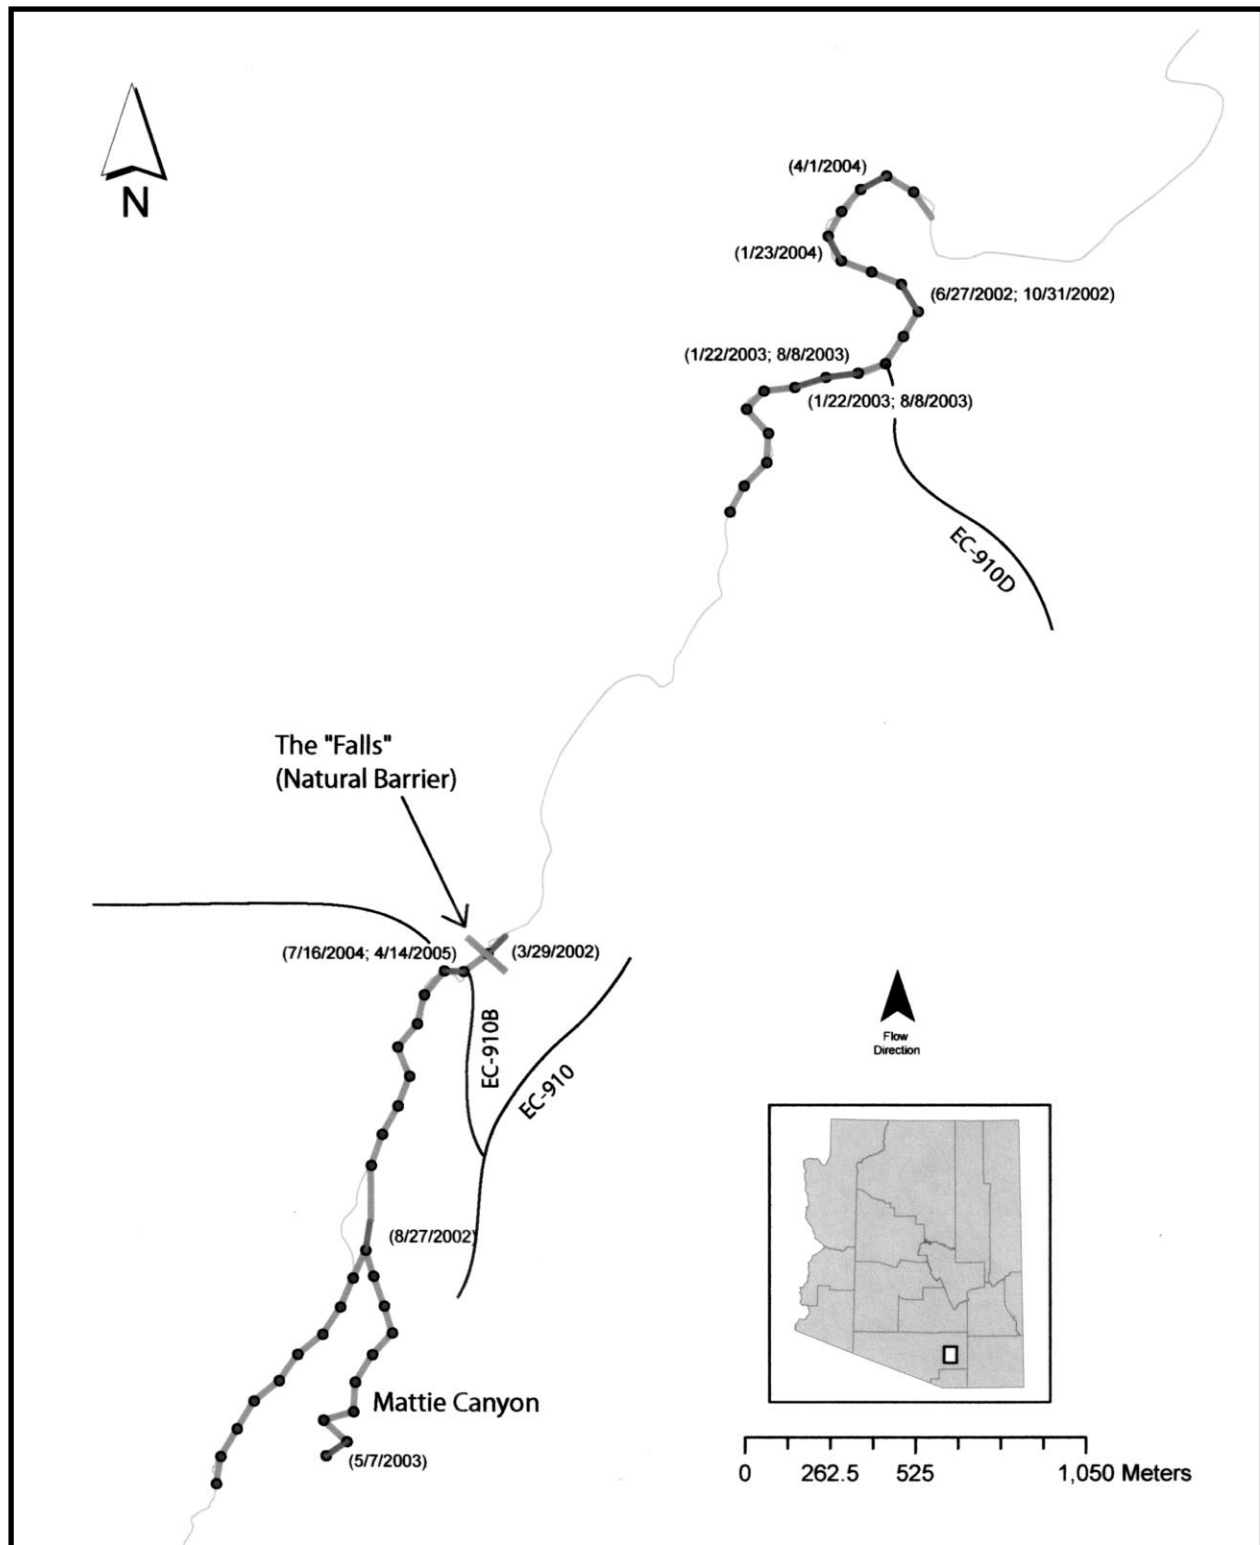 N
(4/1/2004)
(1/23/2004)
(6/27/2002; 10/31/2002)
(1/22/2003; 8/8/2003)
(1/22/2003; 8/8/2003)
EC-910D
The "Falls"
(Natural Barrier)
(7/16/2004; 4/14/2005)
(3/29/2002)
EC-910B
EC-910
Flow
Direction
(8/27/2002)
Mattie Canyon
(5/7/2003)
0 262.5 525 1,050 Meters